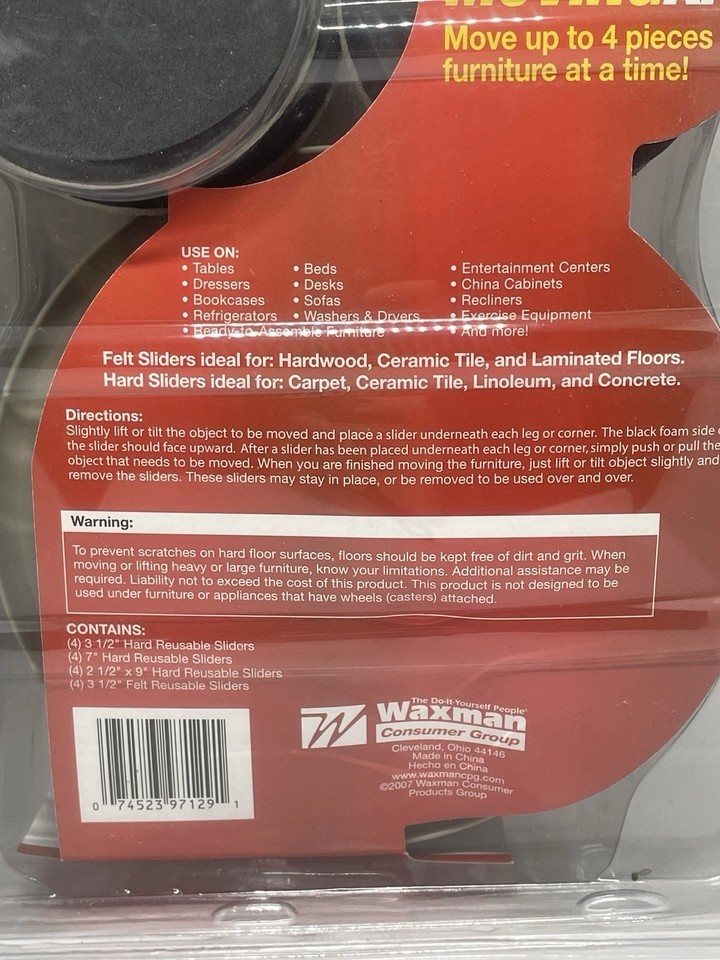 Move up to 4 pieces
furniture at a time!
USE ON:
• Tables • Beds • Entertainment Centers
• Dressers • Desks • China Cabinets
• Bookcases • Sofas • Recliners
• Refrigerators • Washers & Dryers • Exercise Equipment
• Ready-to-Assemble Furniture • And more!
Felt Sliders ideal for: Hardwood, Ceramic Tile, and Laminated Floors.
Hard Sliders ideal for: Carpet, Ceramic Tile, Linoleum, and Concrete.
Directions:
Slightly lift or tilt the object to be moved and place a slider underneath each leg or corner. The black foam side
the slider should face upward. After a slider has been placed underneath each leg or corner, simply push or pull the
object that needs to be moved. When you are finished moving the furniture, just lift or tilt object slightly and
remove the sliders. These sliders may stay in place, or be removed to be used over and over.
Warning:
To prevent scratches on hard floor surfaces, floors should be kept free of dirt and grit. When
moving or lifting heavy or large furniture, know your limitations. Additional assistance may be
required. Liability not to exceed the cost of this product. This product is not designed to be
used under furniture or appliances that have wheels (casters) attached.
CONTAINS:
(4) 3 1/2" Hard Reusable Sliders
(4) 7" Hard Reusable Sliders
(4) 2 1/2" x 9" Hard Reusable Sliders
(4) 3 1/2" Felt Reusable Sliders
The Do-It-Yourself People®
Waxman
Consumer Group
Cleveland, Ohio 44146
Made in China
Hecho en China
www.waxmancpg.com
©2007 Waxman Consumer
Products Group
0 74523 97129 1